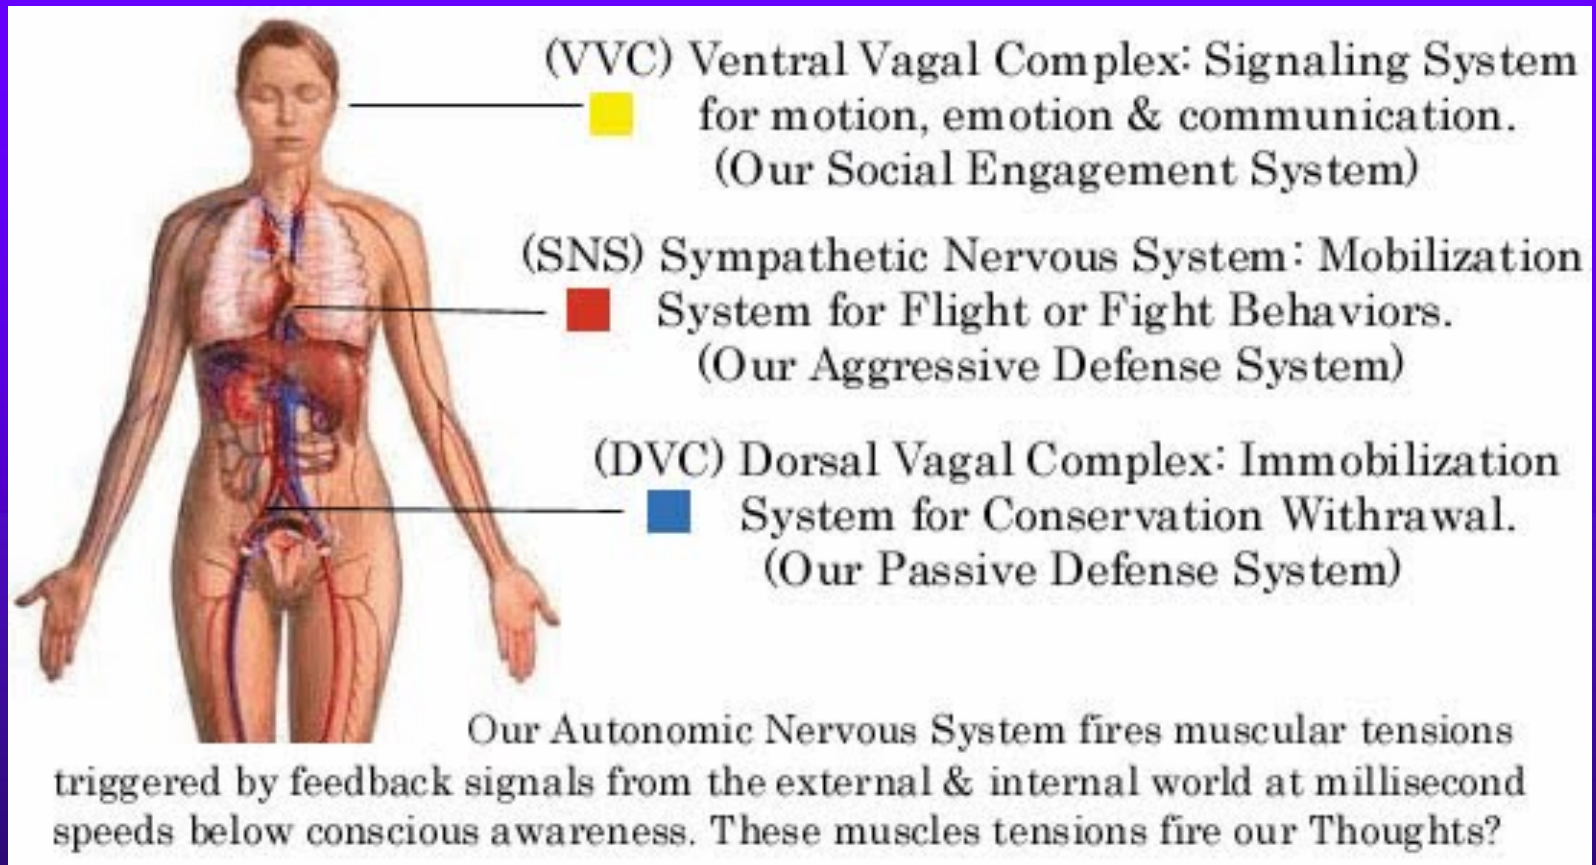 (VVC) Ventral Vagal Complex: Signaling System
for motion, emotion & communication.
(Our Social Engagement System)
(SNS) Sympathetic Nervous System: Mobilization
System for Flight or Fight Behaviors.
(Our Aggressive Defense System)
(DVC) Dorsal Vagal Complex: Immobilization
System for Conservation Withrawal.
(Our Passive Defense System)
Our Autonomic Nervous System fires muscular tensions
triggered by feedback signals from the external & internal world at millisecond
speeds below conscious awareness. These muscles tensions fire our Thoughts?